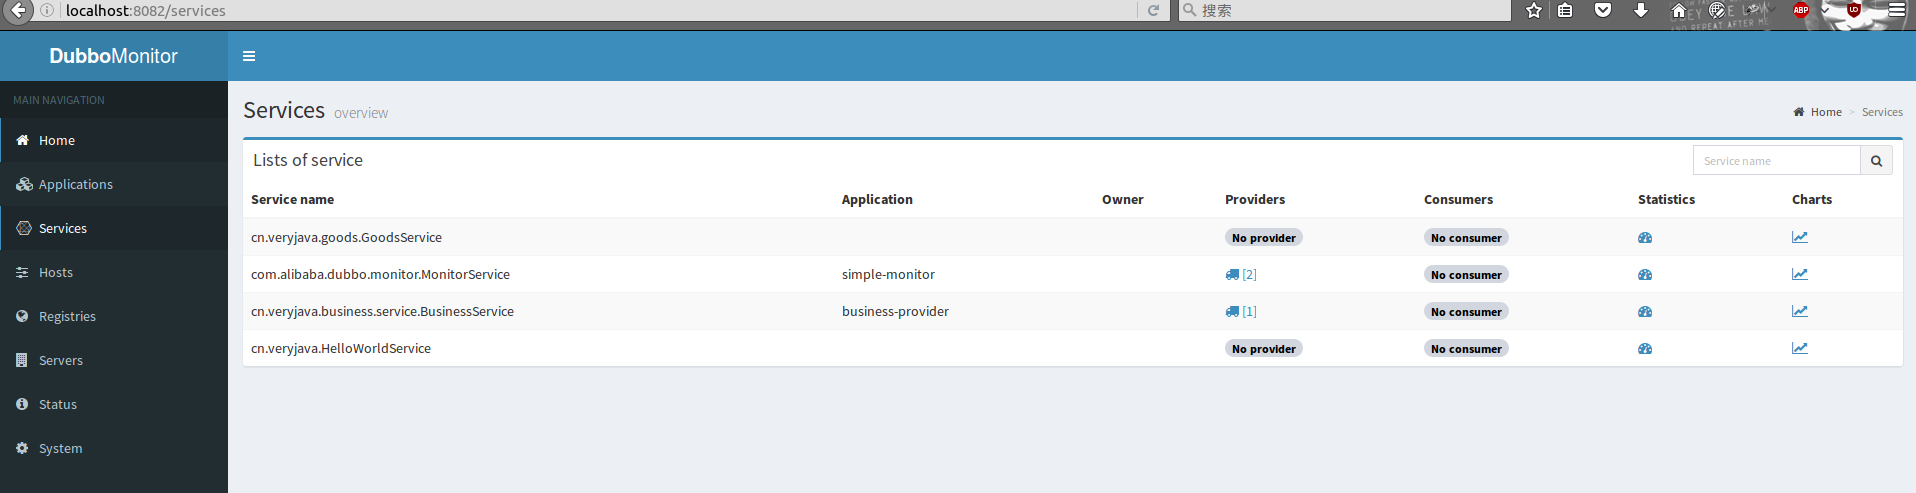 localhost:8082/services
搜索
ABP
DubboMonitor
MAIN NAVIGATION
Home
Applications
Services
Hosts
Registries
Servers
Status
System
Services overview
Home > Services
Lists of service
Service name
Service name Application Owner Providers Consumers Statistics Charts
cn.veryjava.goods.GoodsService No provider No consumer
com.alibaba.dubbo.monitor.MonitorService simple-monitor [2] No consumer
cn.veryjava.business.service.BusinessService business-provider [1] No consumer
cn.veryjava.HelloWorldService No provider No consumer